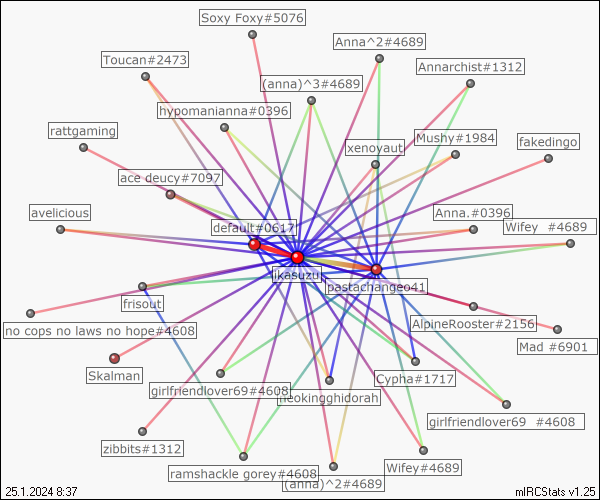 Soxy Foxy#5076
Anna^2#4689
Toucan#2473
Annarchist#1312
(anna)^3#4689
hypomanianna#0396
rattgaming
Mushy#1984
fakedingo
xenoyaut
ace deucy#7097
avelicious
Anna.#0396
default#0617
Wifey #4689
likasuzu
pastachangeo41
frisout
AlpineRooster#2156
no cops no laws no hope#4608
Mad #6901
Skalman
Cypha#1717
girlfriendlover69#4608
neokingghidorah
girlfriendlover69 #4608
zibbits#1312
Wifey#4689
ramshackle gorey#4608
(anna)^2#4689
25.1.2024 8:37
mIRCStats v1.25